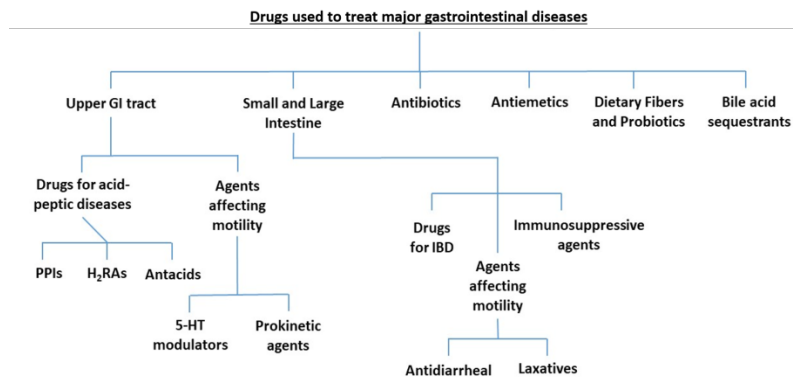 Drugs used to treat major gastrointestinal diseases
Upper GI tract
Small and Large
Intestine
Antibiotics
Antiemetics
Dietary Fibers
and Probiotics
Bile acid
sequestrants
Drugs for acid-
peptic diseases
Agents
affecting
motility
PPIs
H₂RAs
Antacids
5-HT
modulators
Prokinetic
agents
Drugs
for IBD
Agents
affecting
motility
Immunosuppressive
agents
Antidiarrheal
Laxatives